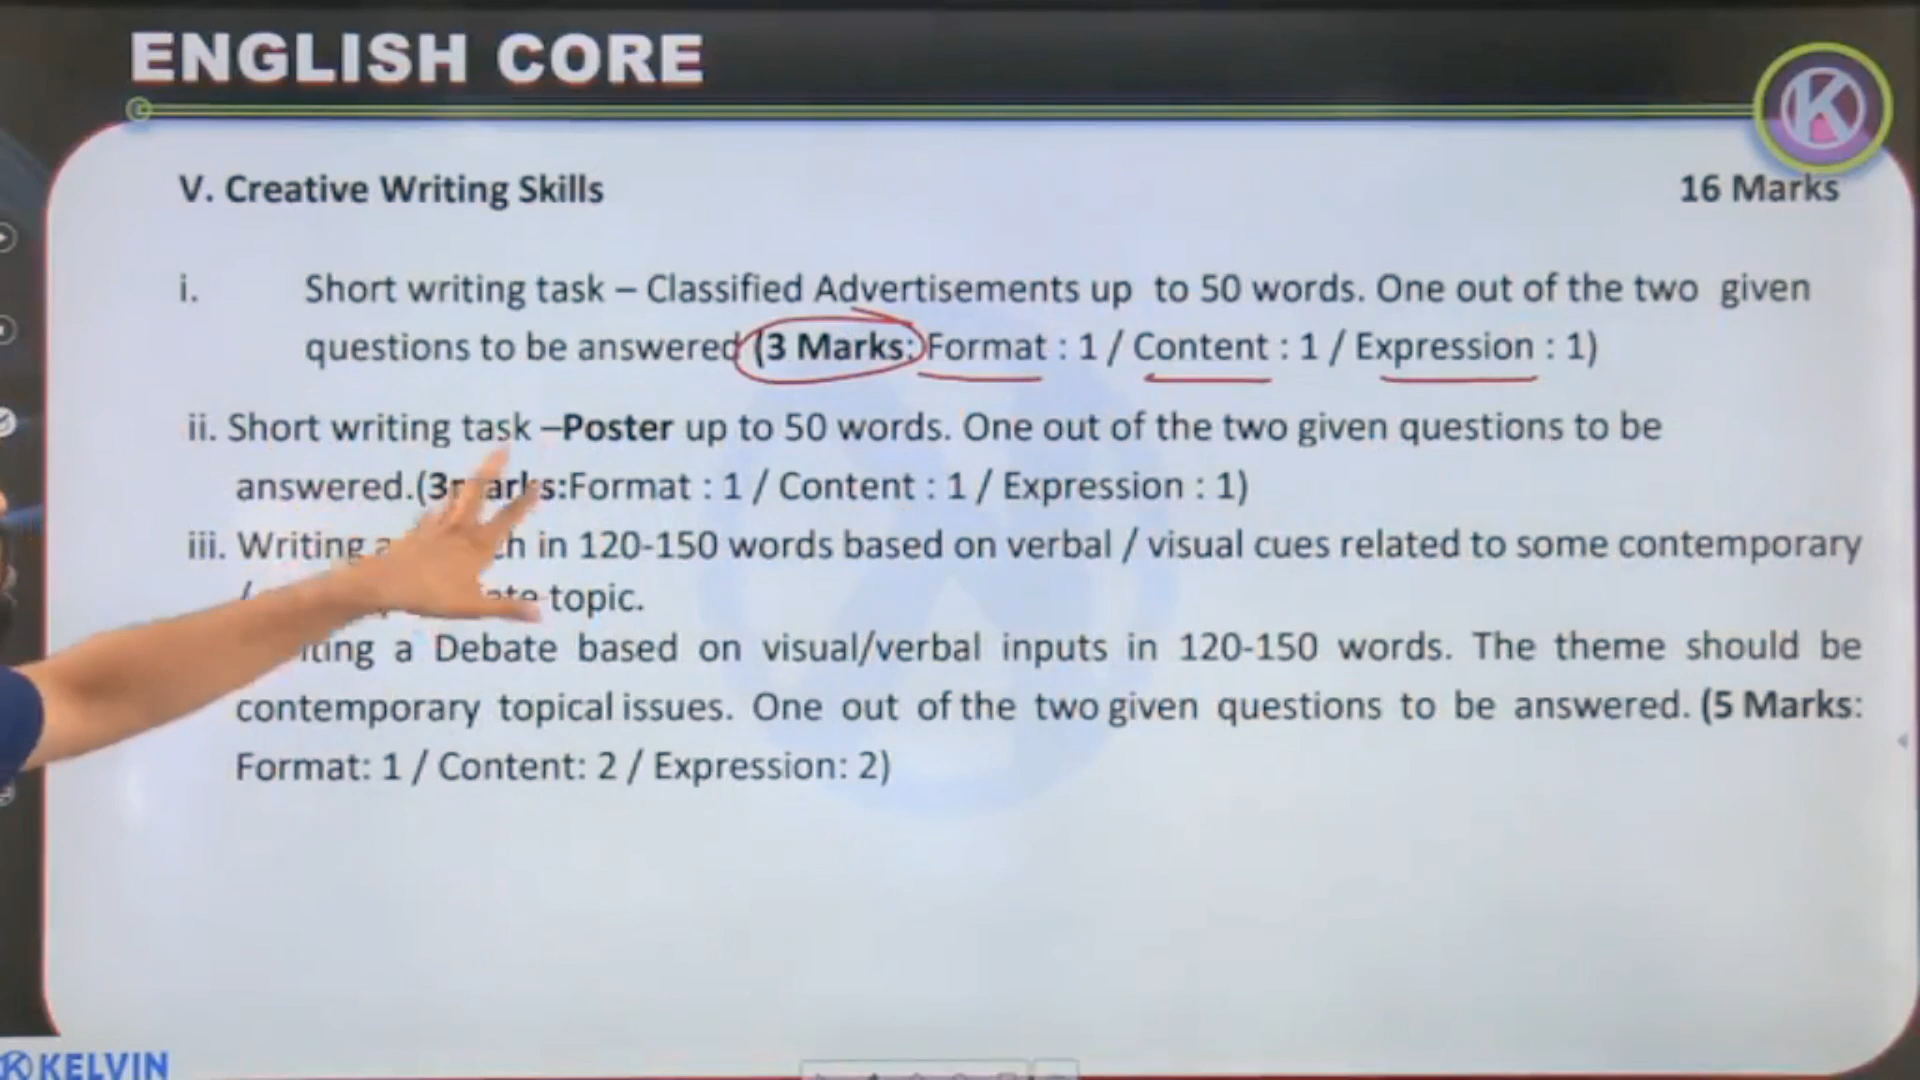 ENGLISH CORE
V. Creative Writing Skills 16 Marks
i. Short writing task – Classified Advertisements up to 50 words. One out of the two given
questions to be answered (3 Marks: Format : 1 / Content : 1 / Expression : 1)
ii. Short writing task –Poster up to 50 words. One out of the two given questions to be
answered.(3marks:Format : 1 / Content : 1 / Expression : 1)
iii. Writing in 120-150 words based on verbal / visual cues related to some contemporary
/ topic.
a Debate based on visual/verbal inputs in 120-150 words. The theme should be
contemporary topical issues. One out of the two given questions to be answered. (5 Marks:
Format: 1 / Content: 2 / Expression: 2)
KELVIN